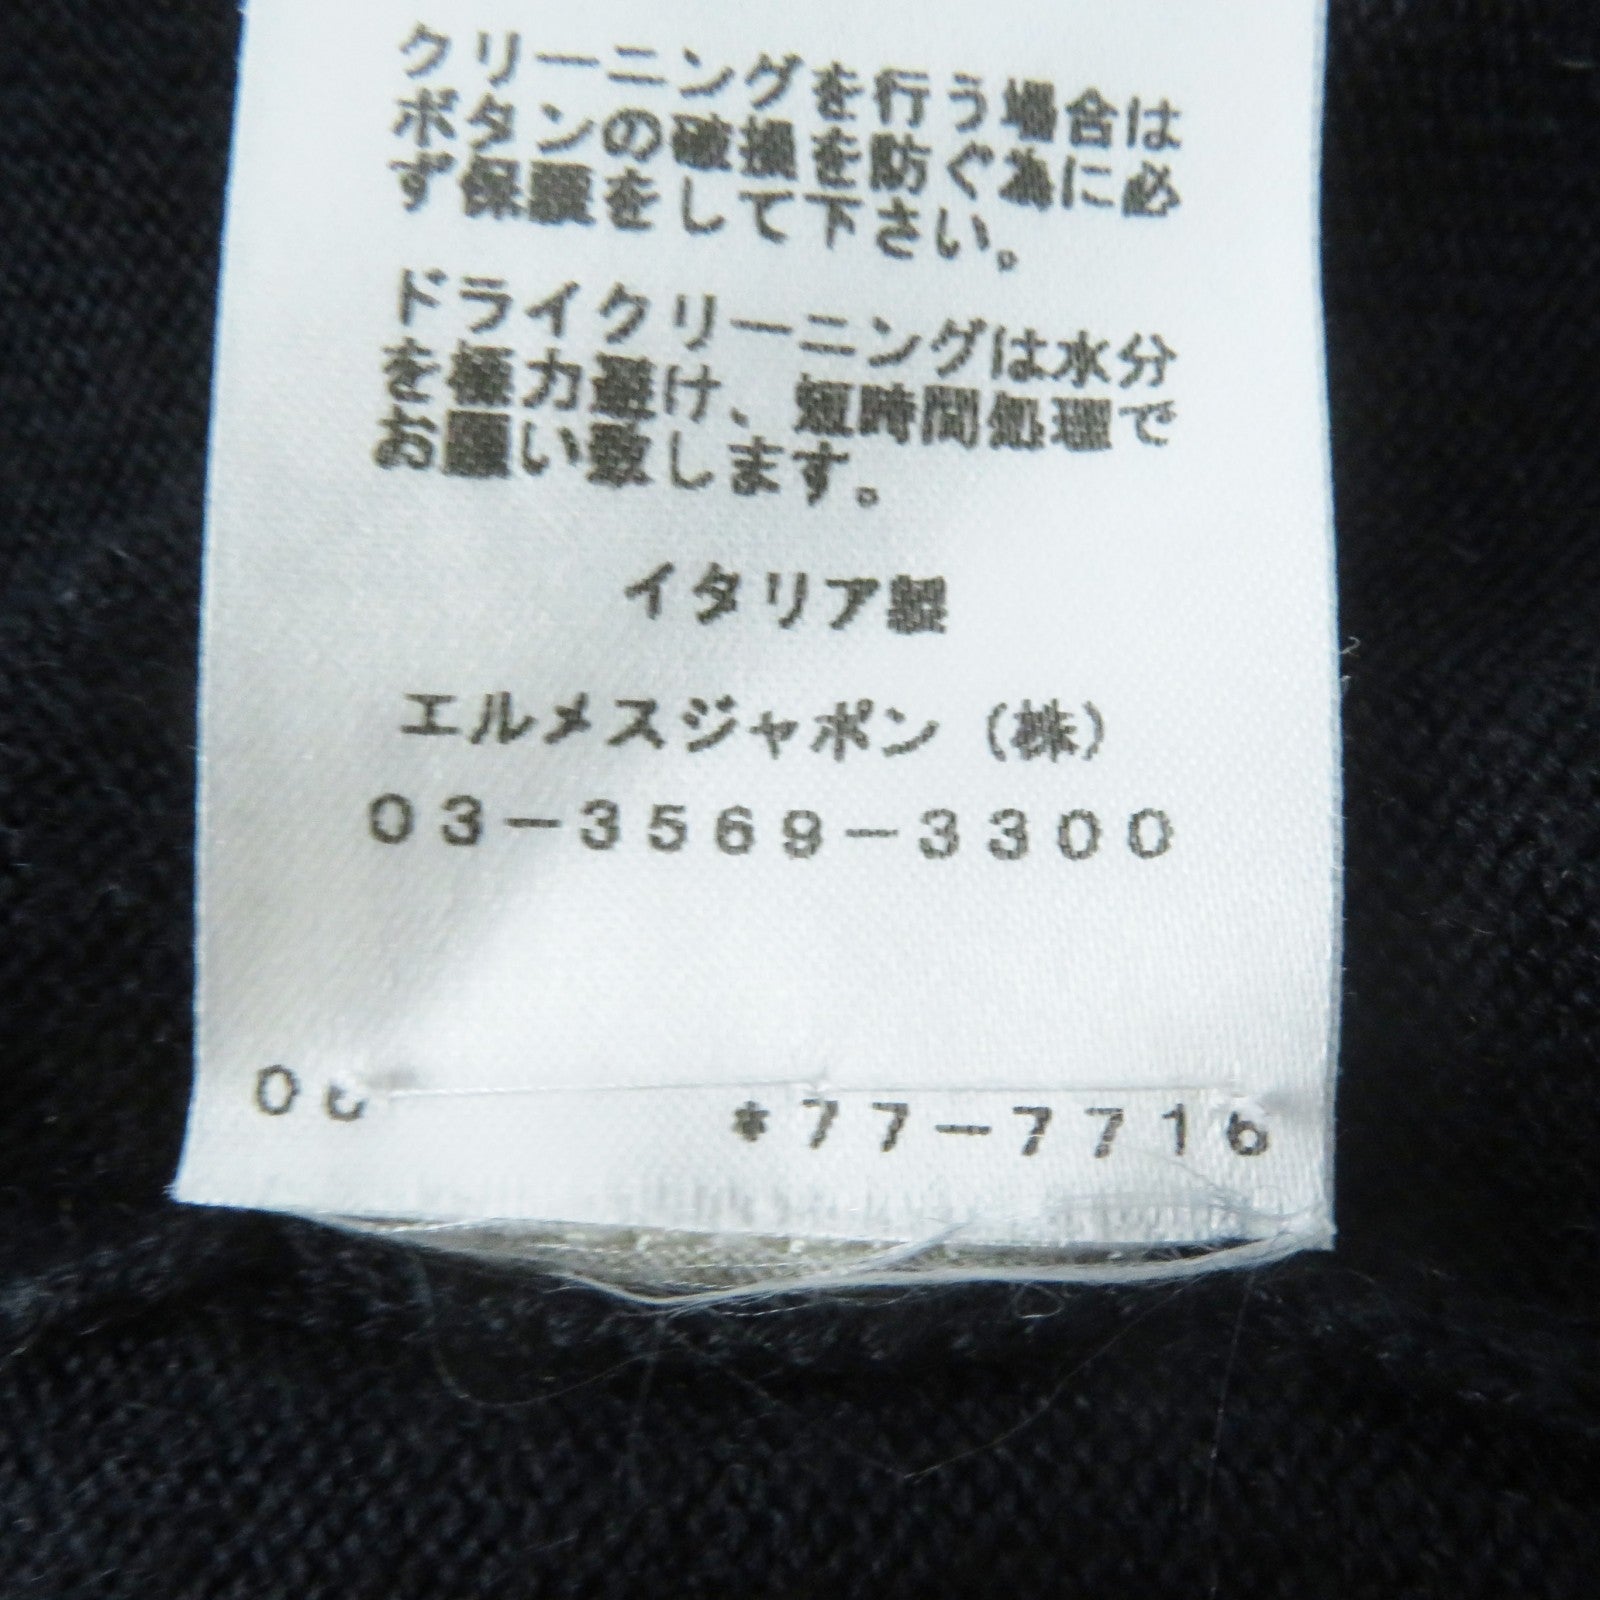 クリーニングを行う場合は
ボタンの破損を防ぐ為に必
ず保護をして下さい。
ドライクリーニングは水分
を極力避け、短時間処理で
お願い致します。
イタリア製
エルメスジャポン（株）
03-3569-3300
*77-7716